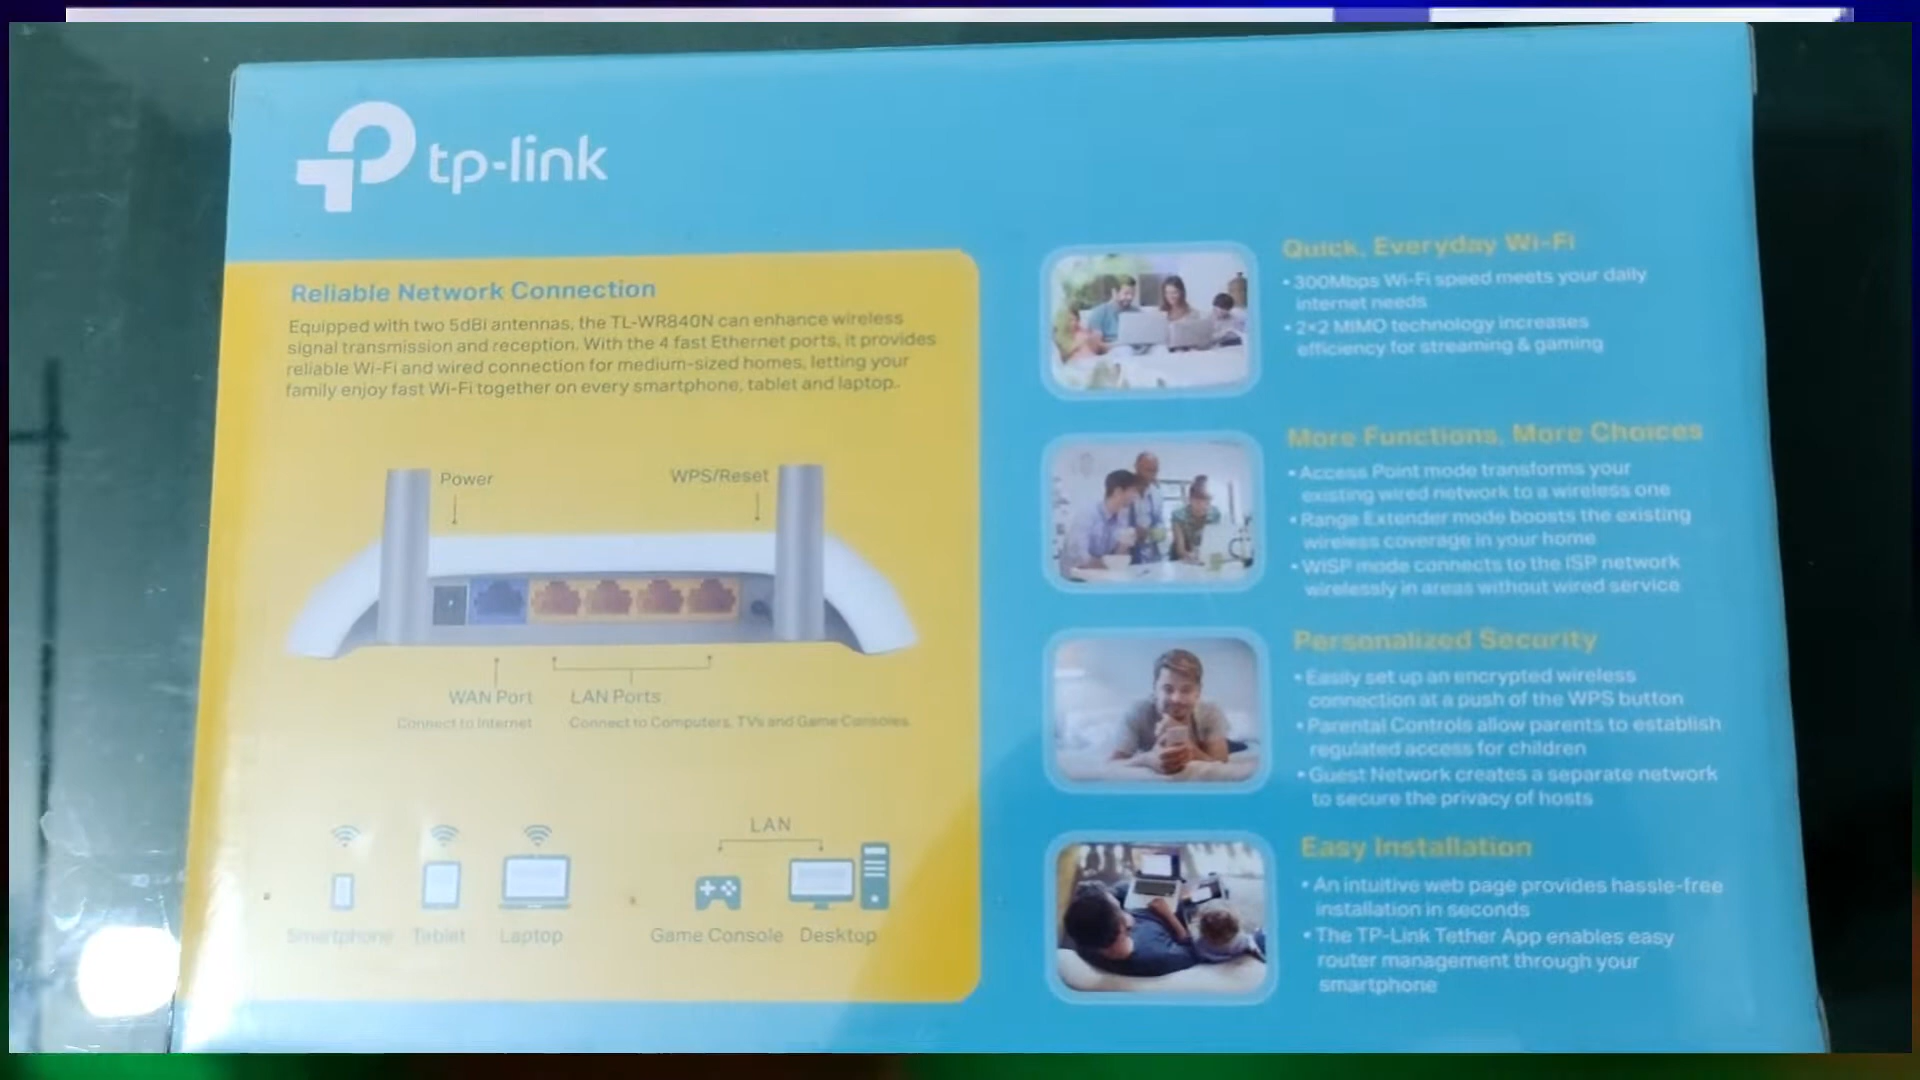 tp-link
Reliable Network Connection
Equipped with two 5dBi antennas, the TL-WR840N can enhance wireless
signal transmission and reception. With the 4 fast Ethernet ports, it provides
reliable Wi-Fi and wired connection for medium-sized homes, letting your
family enjoy fast Wi-Fi together on every smartphone, tablet and laptop.
Power
WPS/Reset
WAN Port
Connect to Internet
LAN Ports
Connect to Computers, TVs and Game Consoles
LAN
Smartphone
Tablet
Laptop
Game Console
Desktop
Quick, Everyday Wi-Fi
• 300Mbps Wi-Fi speed meets your daily
internet needs
• 2×2 MIMO technology increases
efficiency for streaming & gaming
More Functions, More Choices
• Access Point mode transforms your
existing wired network to a wireless one
• Range Extender mode boosts the existing
wireless coverage in your home
• WISP mode connects to the ISP network
wirelessly in areas without wired service
Personalized Security
• Easily set up an encrypted wireless
connection at a push of the WPS button
• Parental Controls allow parents to establish
regulated access for children
• Guest Network creates a separate network
to secure the privacy of hosts
Easy Installation
• An intuitive web page provides hassle-free
installation in seconds
• The TP-Link Tether App enables easy
router management through your
smartphone